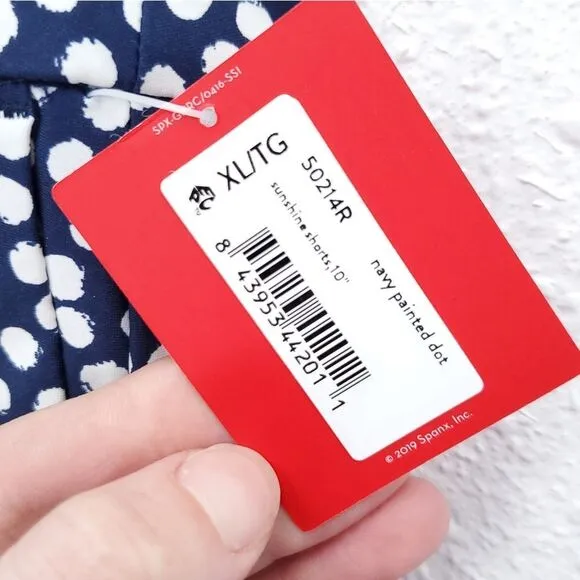 SPX-G-PRC/0416-SSI
XL/TG
50214R
sunshine shorts, 10"
navy painted dot
8 43953 44201 1
© 2019 Spanx, Inc.